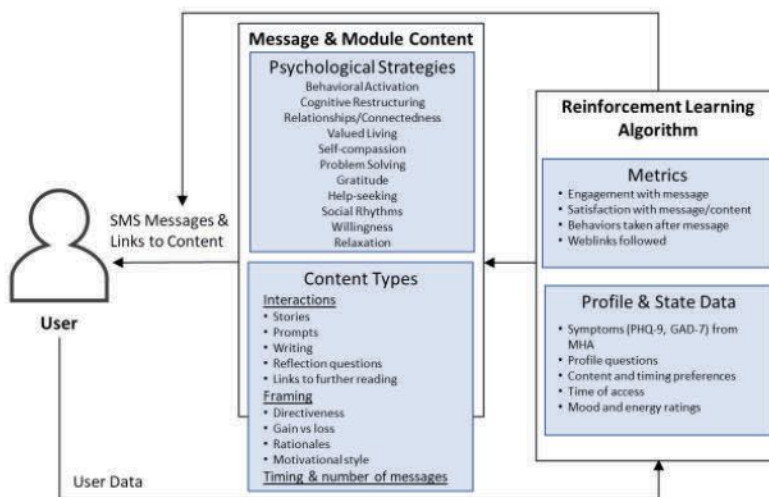 Message & Module Content
Psychological Strategies
Behavioral Activation
Cognitive Restructuring
Relationships/Connectedness
Valued Living
Self-compassion
Problem Solving
Gratitude
Help-seeking
Social Rhythms
Willingness
Relaxation
Content Types
Interactions
• Stories
• Prompts
• Writing
• Reflection questions
• Links to further reading
Framing
• Directiveness
• Gain vs loss
• Rationales
• Motivational style
Timing & number of messages
SMS Messages &
Links to Content
User
User Data
Reinforcement Learning
Algorithm
Metrics
• Engagement with message
• Satisfaction with message/content
• Behaviors taken after message
• Weblinks followed
Profile & State Data
• Symptoms (PHQ-9, GAD-7) from
MHA
• Profile questions
• Content and timing preferences
• Time of access
• Mood and energy ratings